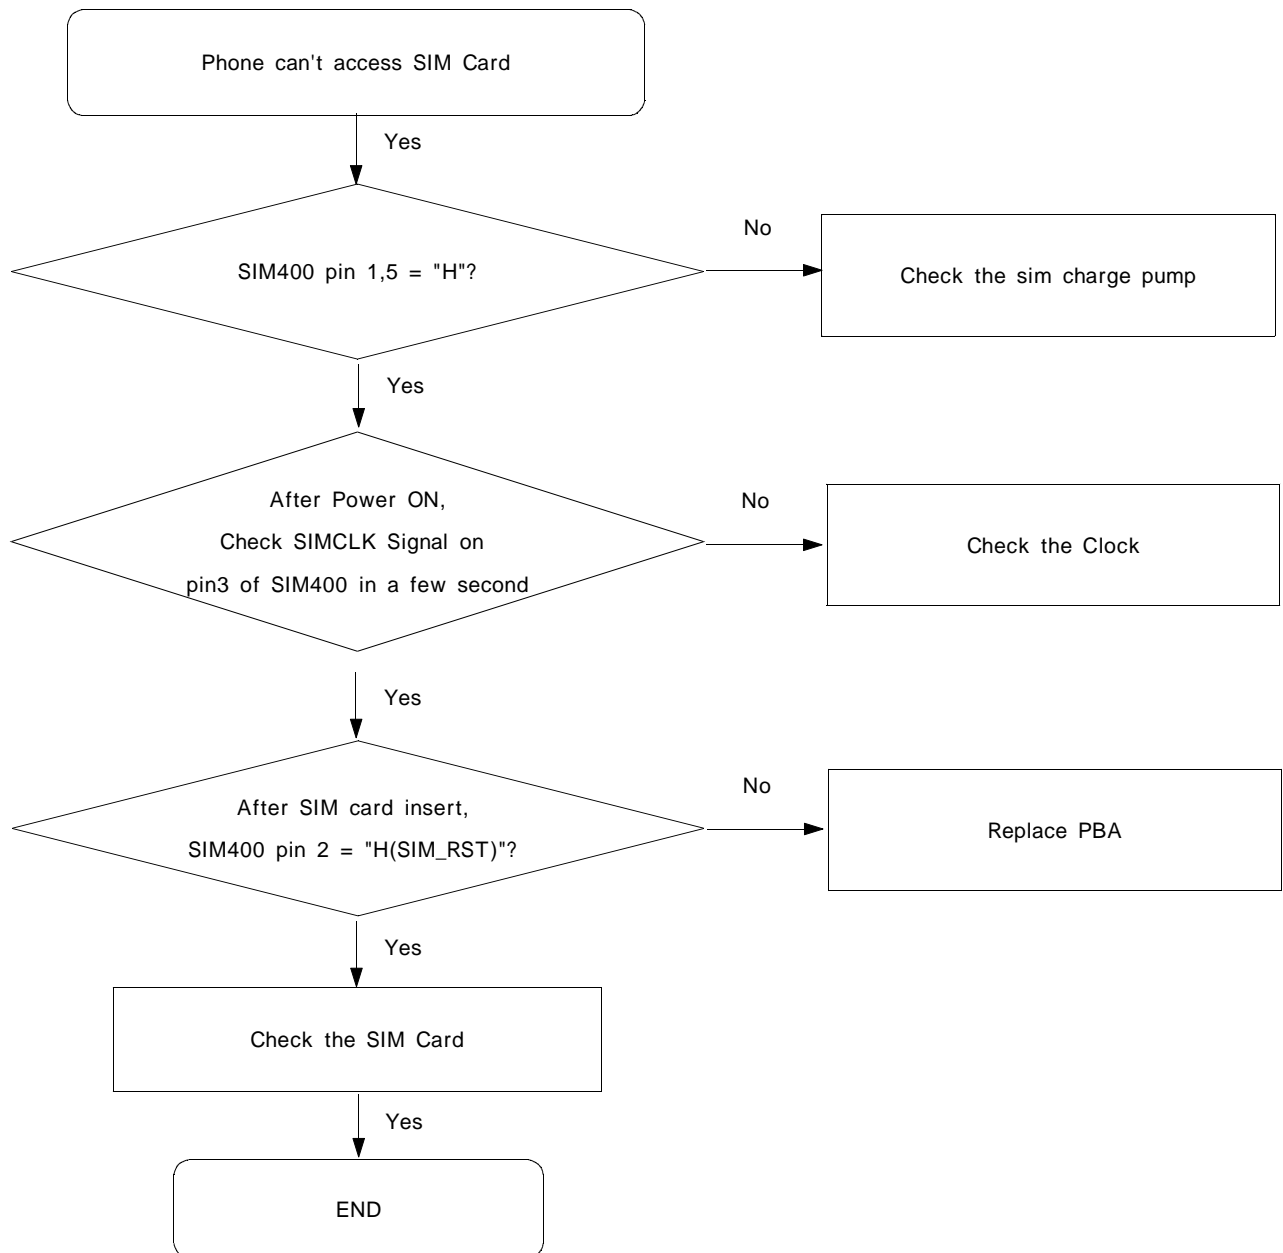 Phone can't access SIM Card
Yes
SIM400 pin 1,5 = "H"?
No
Check the sim charge pump
Yes
After Power ON,
Check SIMCLK Signal on
pin3 of SIM400 in a few second
No
Check the Clock
Yes
After SIM card insert,
SIM400 pin 2 = "H(SIM_RST)"?
No
Replace PBA
Yes
Check the SIM Card
Yes
END